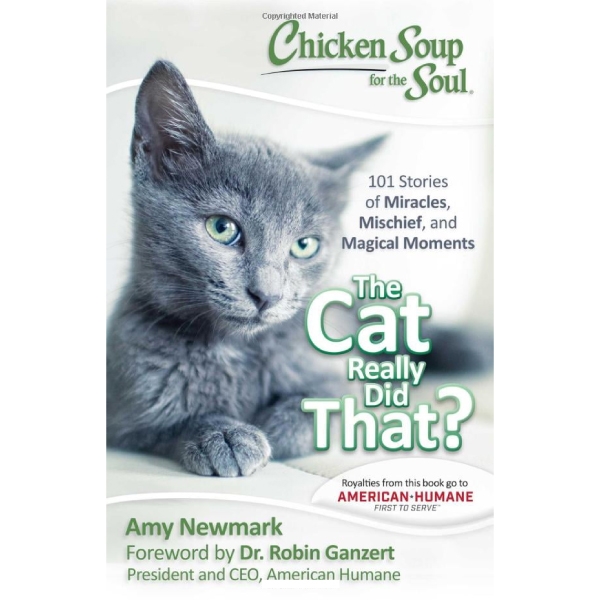 Copyrighted Material
Chicken Soup
for the Soul®
101 Stories
of Miracles,
Mischief, and
Magical Moments
The
Cat
Really
Did
That?
Royalties from this book go to
AMERICAN•HUMANE
FIRST TO SERVE™
Amy Newmark
Foreword by Dr. Robin Ganzert
President and CEO, American Humane